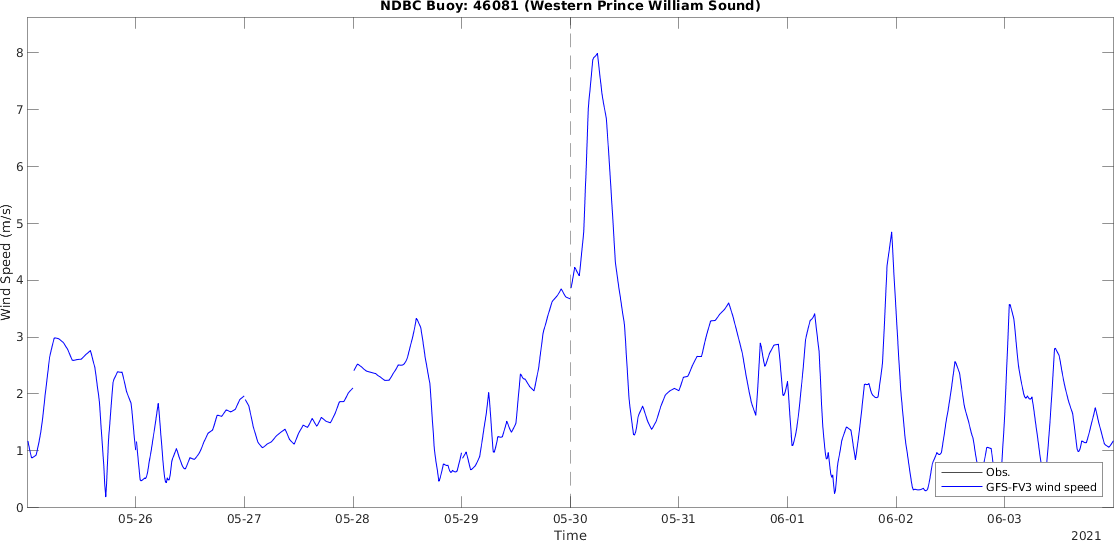 NDBC Buoy: 46081 (Western Prince William Sound)
Wind Speed (m/s)
8
7
6
5
4
3
2
1
0
Obs.
GFS-FV3 wind speed
05-26 05-27 05-28 05-29 05-30 05-31 06-01 06-02 06-03
Time
2021